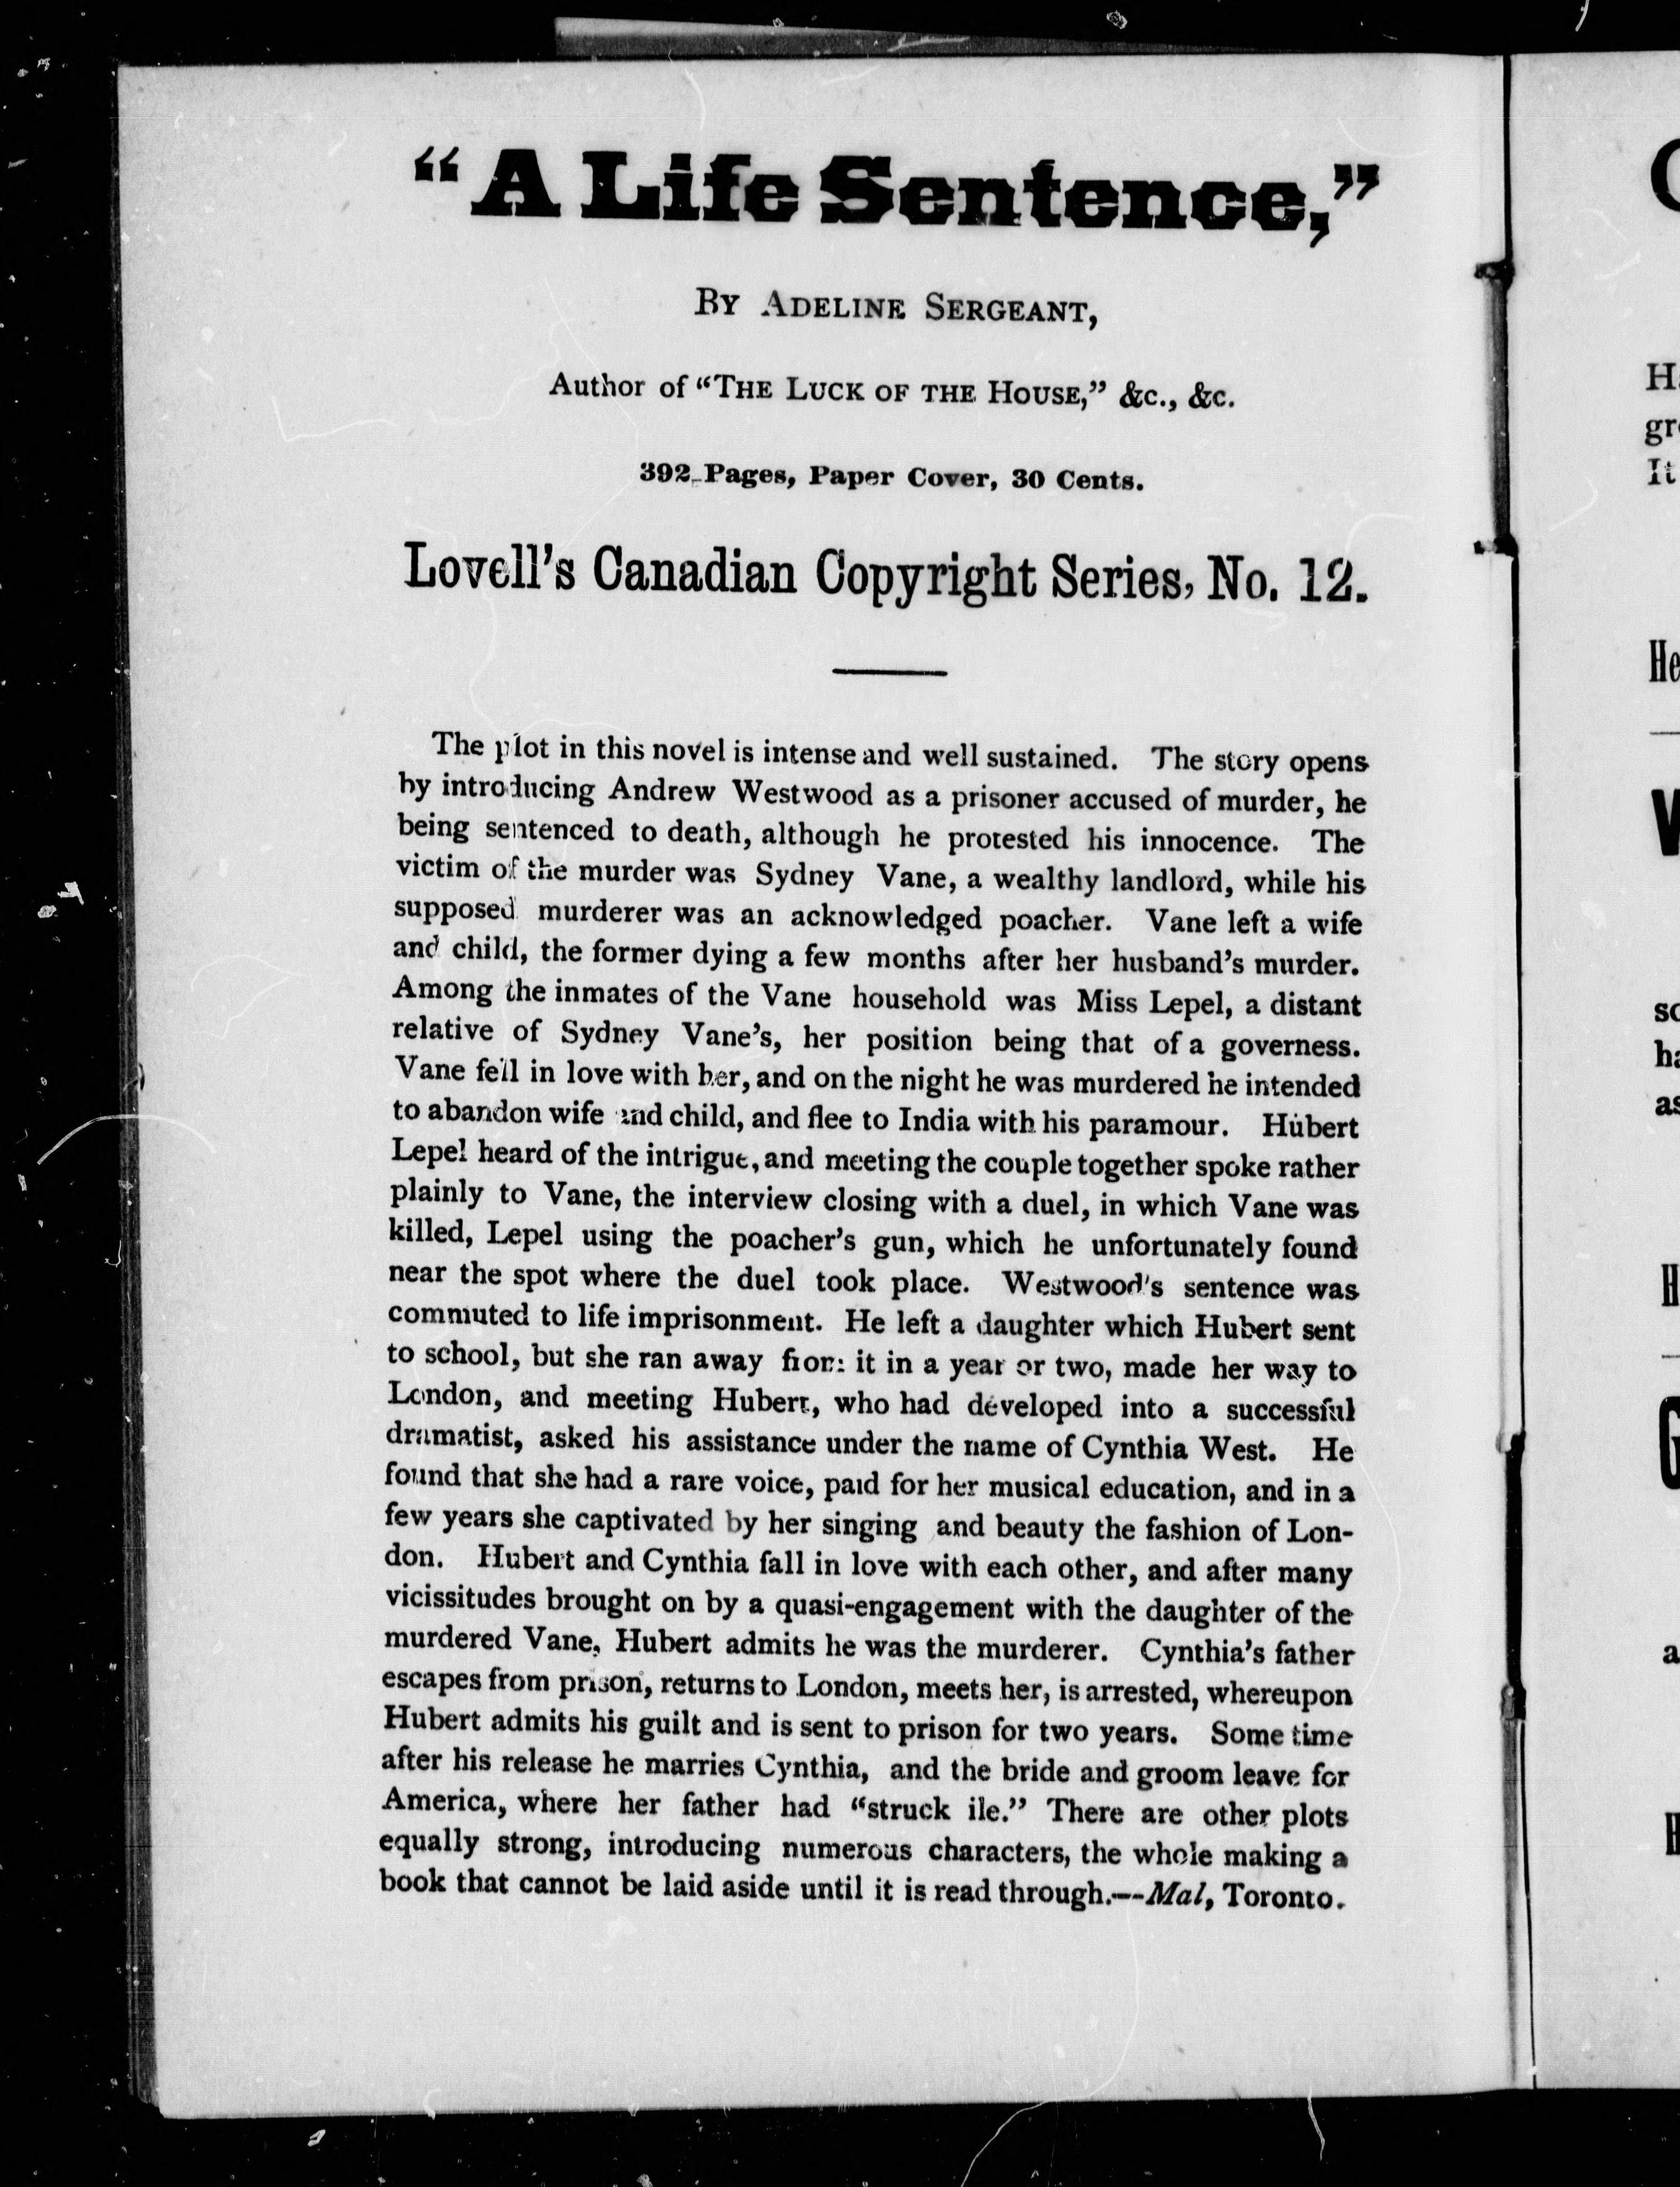 “A Life Sentence,”
By Adeline Sergeant,
Author of “The Luck of the House,” &c., &c.
392 Pages, Paper Cover, 30 Cents.
Lovell’s Canadian Copyright Series, No. 12.
The plot in this novel is intense and well sustained. The story opens
by introducing Andrew Westwood as a prisoner accused of murder, he
being sentenced to death, although he protested his innocence. The
victim of the murder was Sydney Vane, a wealthy landlord, while his
supposed murderer was an acknowledged poacher. Vane left a wife
and child, the former dying a few months after her husband’s murder.
Among the inmates of the Vane household was Miss Lepel, a distant
relative of Sydney Vane’s, her position being that of a governess.
Vane fell in love with her, and on the night he was murdered he intended
to abandon wife and child, and flee to India with his paramour. Hubert
Lepel heard of the intrigue, and meeting the couple together spoke rather
plainly to Vane, the interview closing with a duel, in which Vane was
killed, Lepel using the poacher’s gun, which he unfortunately found
near the spot where the duel took place. Westwood’s sentence was
commuted to life imprisonment. He left a daughter which Hubert sent
to school, but she ran away from it in a year or two, made her way to
London, and meeting Hubert, who had developed into a successful
dramatist, asked his assistance under the name of Cynthia West. He
found that she had a rare voice, paid for her musical education, and in a
few years she captivated by her singing and beauty the fashion of Lon-
don. Hubert and Cynthia fall in love with each other, and after many
vicissitudes brought on by a quasi-engagement with the daughter of the
murdered Vane, Hubert admits he was the murderer. Cynthia’s father
escapes from prison, returns to London, meets her, is arrested, whereupon
Hubert admits his guilt and is sent to prison for two years. Some time
after his release he marries Cynthia, and the bride and groom leave for
America, where her father had “struck ile.” There are other plots
equally strong, introducing numerous characters, the whole making a
book that cannot be laid aside until it is read through.—Mal, Toronto.
It